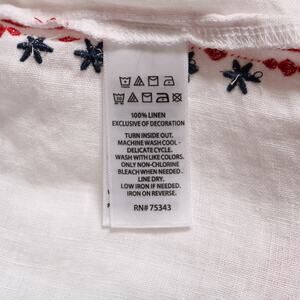 100% LINEN
EXCLUSIVE OF DECORATION
TURN INSIDE OUT.
MACHINE WASH COOL -
DELICATE CYCLE.
WASH WITH LIKE COLORS.
ONLY NON-CHLORINE
BLEACH WHEN NEEDED.
LINE DRY.
LOW IRON IF NEEDED.
IRON ON REVERSE.
RN# 75343